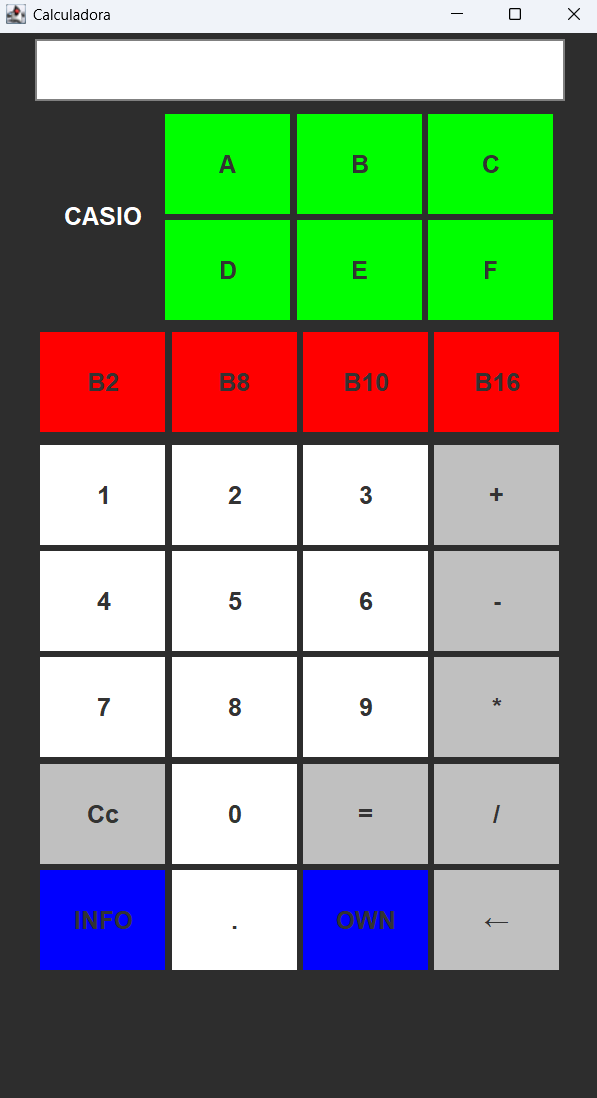 Calculadora
A B C
CASIO
D E F
B2 B8 B10 B16
1 2 3 +
4 5 6 -
7 8 9 *
Cc 0 = /
INFO . OWN ←